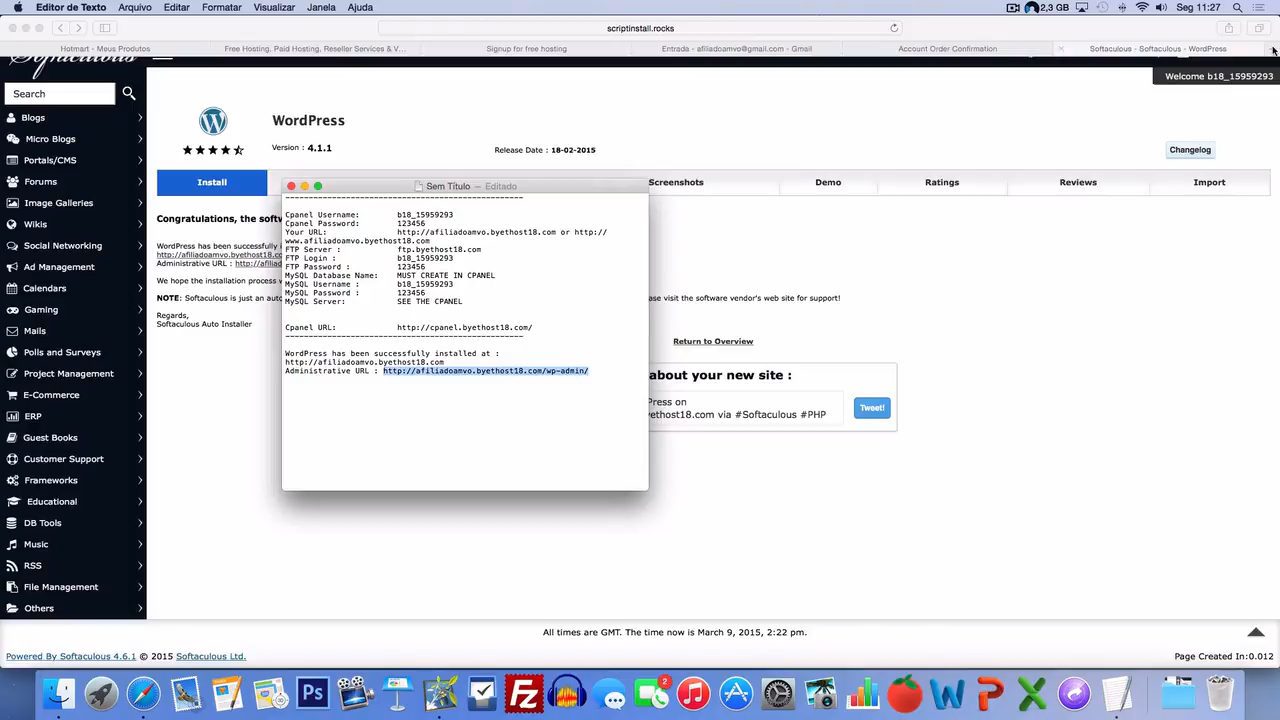 Editor de Texto Arquivo Editar Formatar Visualizar Janela Ajuda 2,3 GB Seg 11:27
scriptinstall.rocks
Hotmart - Meus Produtos Free Hosting. Paid Hosting. Reseller Services & V... Signup for free hosting Entrada - afiliadoamvo@gmail.com - Gmail Account Order Confirmation Softaculous - Softaculous - WordPress
Softaculous
Welcome b18_15959293
Search
Blogs
Micro Blogs
Portals/CMS
Forums
Image Galleries
Wikis
Social Networking
Ad Management
Calendars
Gaming
Mails
Polls and Surveys
Project Management
E-Commerce
ERP
Guest Books
Customer Support
Frameworks
Educational
DB Tools
Music
RSS
File Management
Others
WordPress
Version : 4.1.1
Release Date : 18-02-2015
Changelog
Install Screenshots Demo Ratings Reviews Import
Congratulations, the softw
WordPress has been successfully i
http://afiliadoamvo.byethost18.co
Administrative URL : http://afiliad
We hope the installation process w
NOTE: Softaculous is just an auto
ase visit the software vendor's web site for support!
Regards,
Softaculous Auto Installer
Sem Título — Editado
------------------------------------------------------
Cpanel Username: b18_15959293
Cpanel Password: 123456
Your URL: http://afiliadoamvo.byethost18.com or http://
www.afiliadoamvo.byethost18.com
FTP Server : ftp.byethost18.com
FTP Login : b18_15959293
FTP Password : 123456
MySQL Database Name: MUST CREATE IN CPANEL
MySQL Username : b18_15959293
MySQL Password : 123456
MySQL Server: SEE THE CPANEL
Cpanel URL: http://cpanel.byethost18.com/
------------------------------------------------------
WordPress has been successfully installed at :
http://afiliadoamvo.byethost18.com
Administrative URL : http://afiliadoamvo.byethost18.com/wp-admin/
Return to Overview
about your new site :
Press on
yethost18.com via #Softaculous #PHP
Tweet!
All times are GMT. The time now is March 9, 2015, 2:22 pm.
Powered By Softaculous 4.6.1 © 2015 Softaculous Ltd.
Page Created In:0.012
Ps
Fz
2